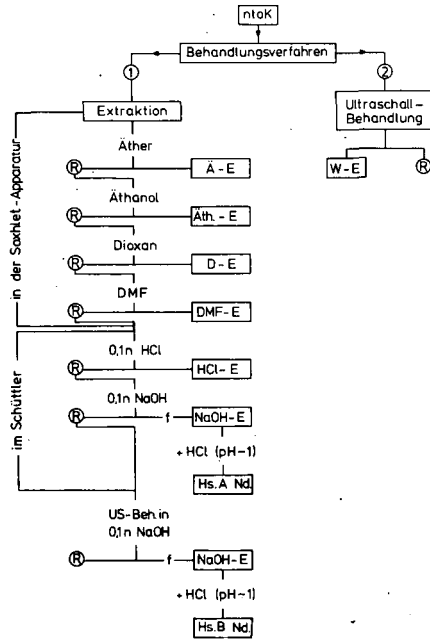 ntoK
Behandlungsverfahren
1
2
Extraktion
Ultraschall-
Behandlung
Äther
R
Ä-E
W-E
R
Äthanol
R
Äth.-E
Dioxan
R
D-E
DMF
R
DMF-E
in der Soxhlet-Apparatur
0,1n HCl
R
HCl-E
0,1n NaOH
R
f
NaOH-E
im Schüttler
+HCl (pH~1)
Hs.A Nd.
US-Beh. in
0,1n NaOH
R
f
NaOH-E
+HCl (pH~1)
Hs.B Nd.